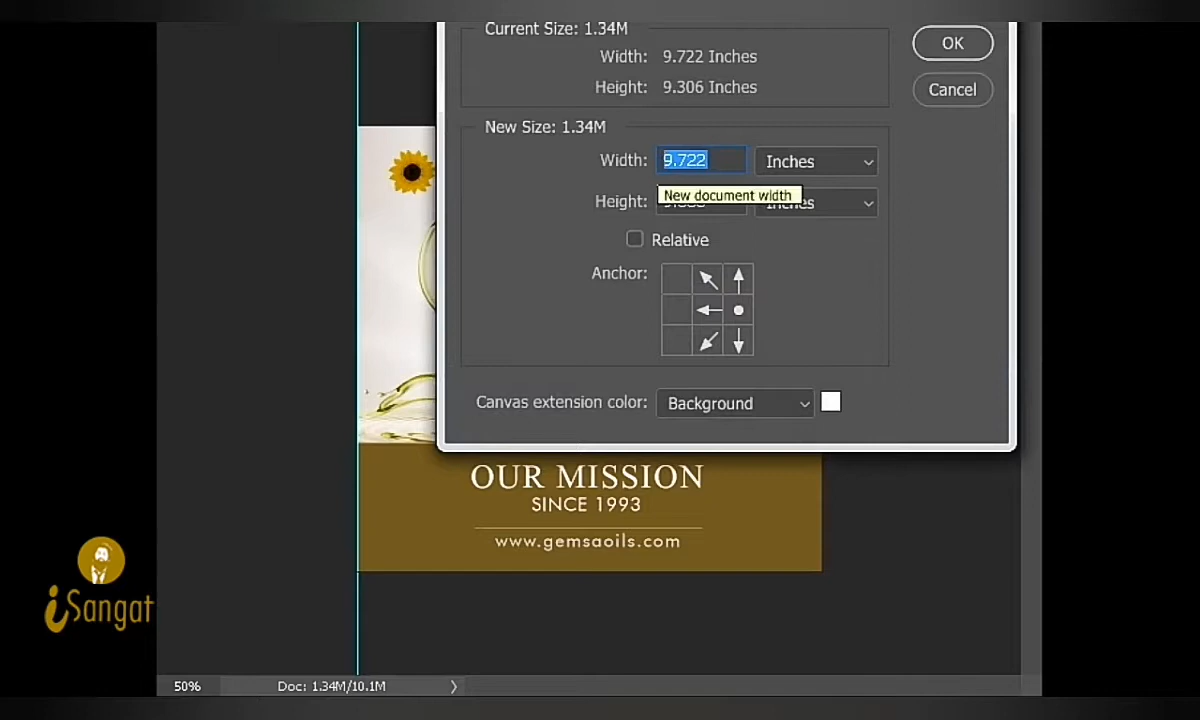 Current Size: 1.34M
OK
Width: 9.722 Inches
Height: 9.306 Inches
Cancel
New Size: 1.34M
Width: 9.722 Inches
New document width
Height: Inches
Relative
Anchor:
Canvas extension color: Background
OUR MISSION
SINCE 1993
www.gemsaoils.com
iSangat
50% Doc: 1.34M/10.1M